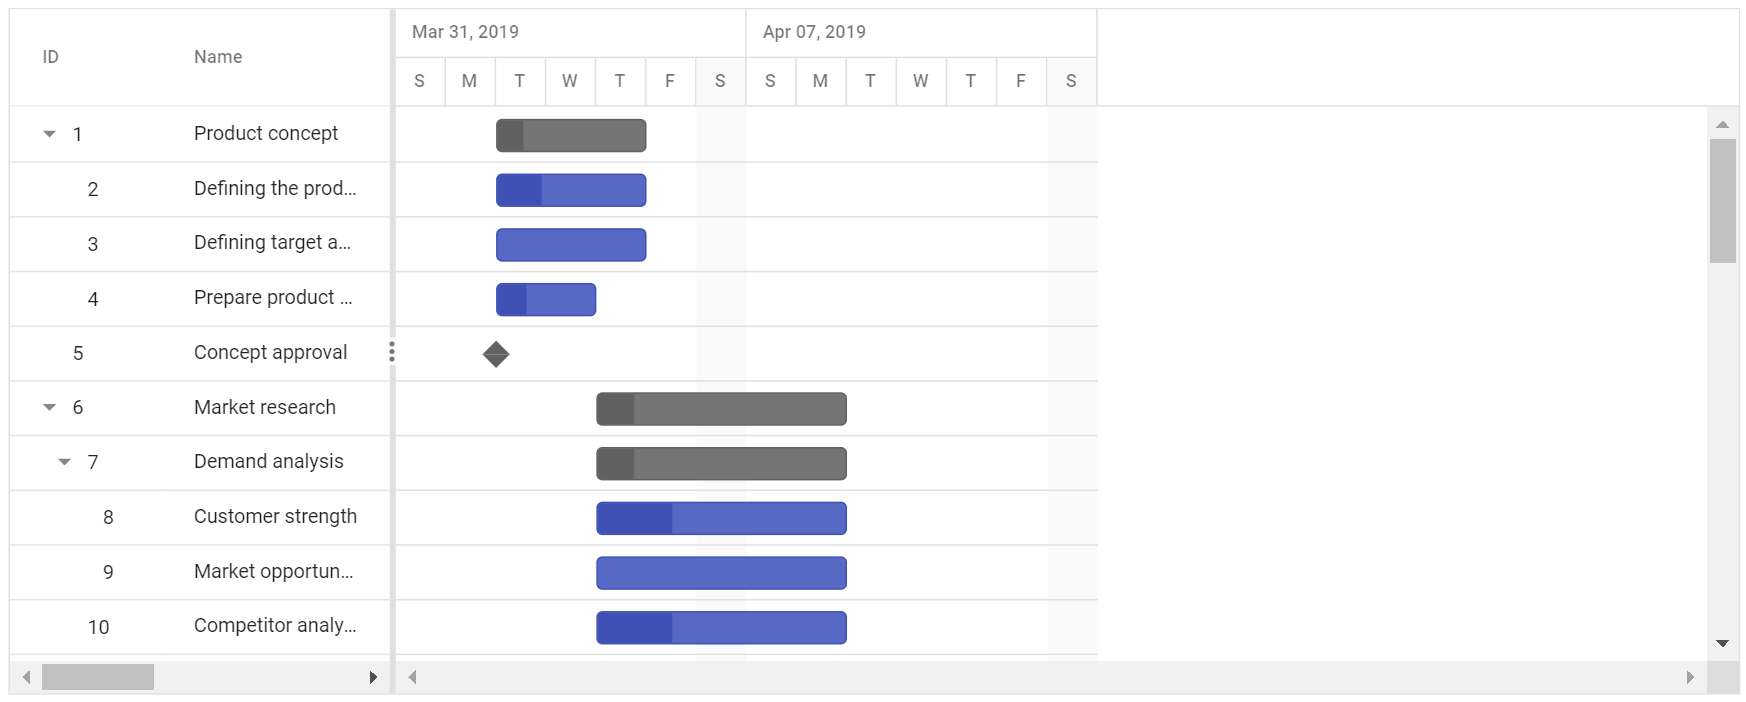 ID Name Mar 31, 2019 Apr 07, 2019
S M T W T F S S M T W T F S
1 Product concept
2 Defining the prod...
3 Defining target a...
4 Prepare product ...
5 Concept approval
6 Market research
7 Demand analysis
8 Customer strength
9 Market opportun...
10 Competitor analy...